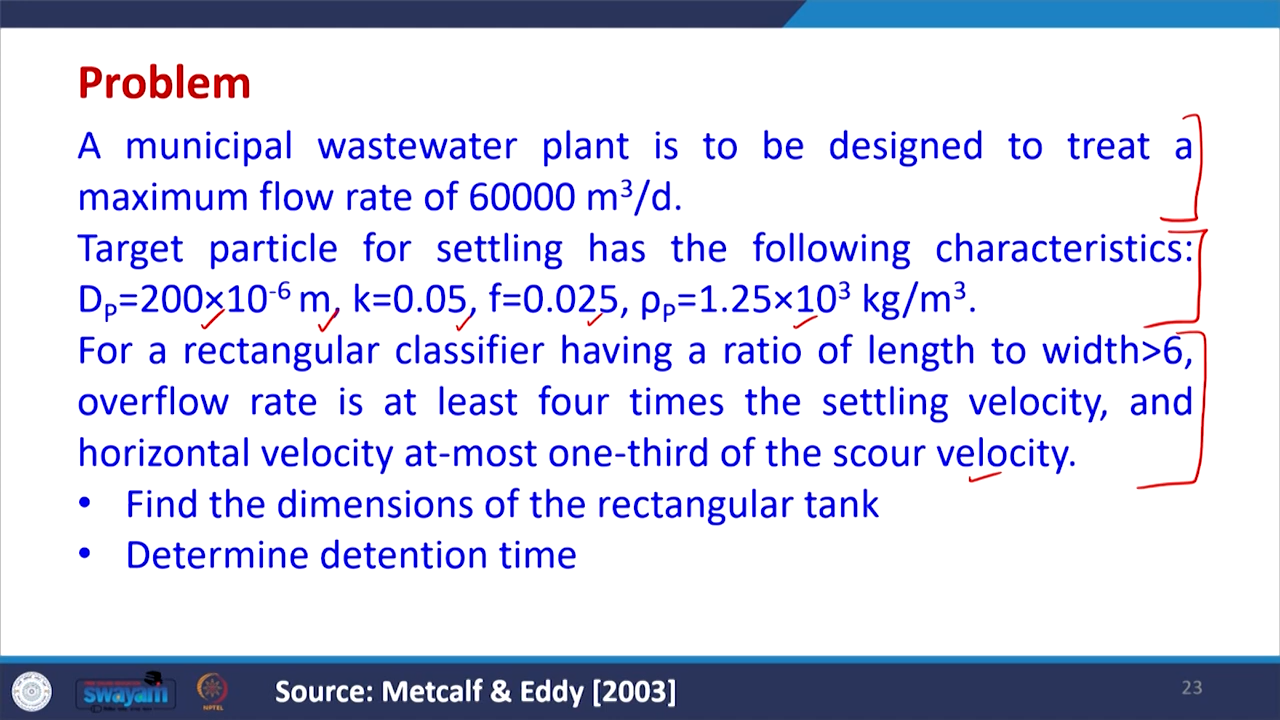 Problem
A municipal wastewater plant is to be designed to treat a
maximum flow rate of 60000 m³/d.
Target particle for settling has the following characteristics:
Dₚ=200×10⁻⁶ m, k=0.05, f=0.025, ρₚ=1.25×10³ kg/m³.
For a rectangular classifier having a ratio of length to width>6,
overflow rate is at least four times the settling velocity, and
horizontal velocity at-most one-third of the scour velocity.
• Find the dimensions of the rectangular tank
• Determine detention time
swayam
NPTEL
Source: Metcalf & Eddy [2003]
23